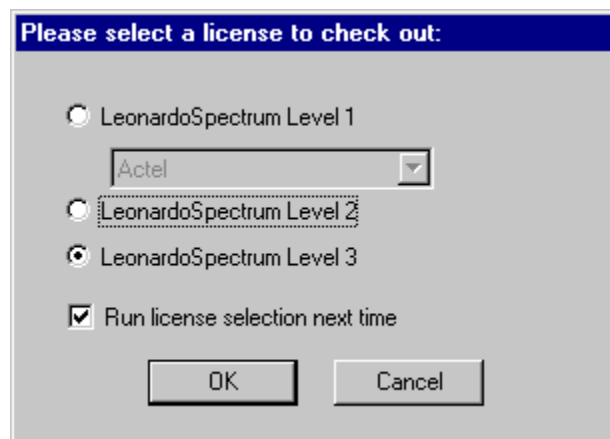 Please select a license to check out:
LeonardoSpectrum Level 1
Actel
LeonardoSpectrum Level 2
LeonardoSpectrum Level 3
Run license selection next time
OK Cancel